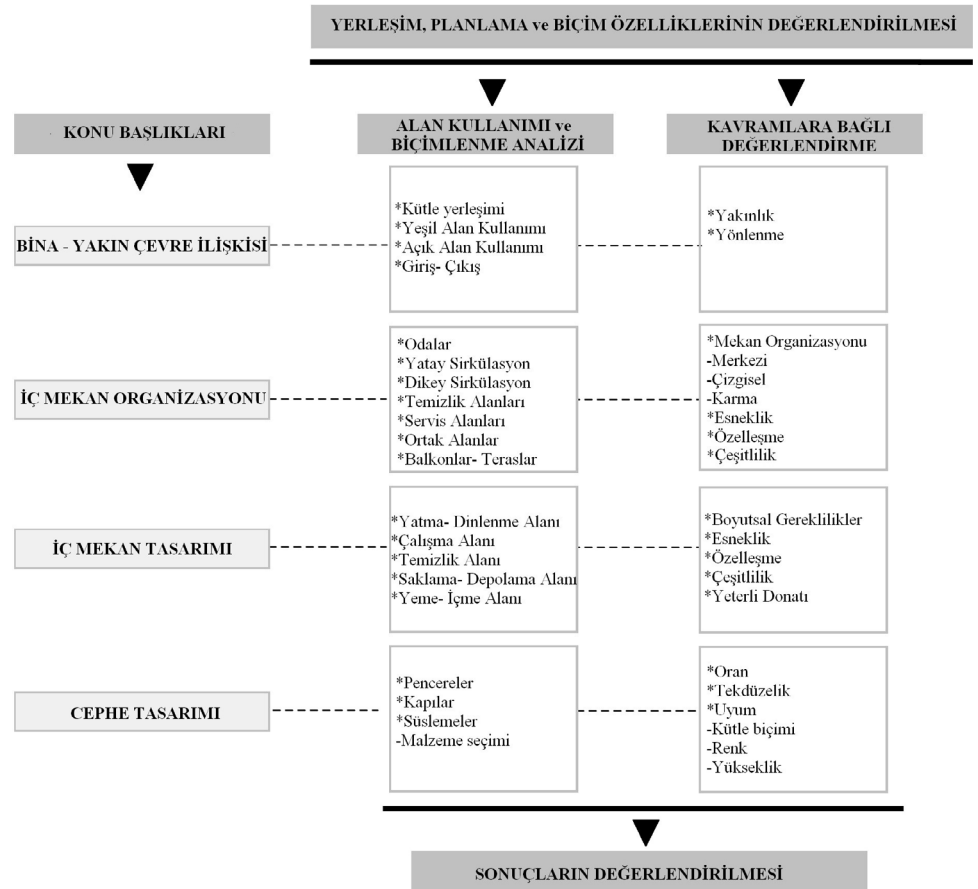 YERLEŞİM, PLANLAMA ve BİÇİM ÖZELLİKLERİNİN DEĞERLENDİRİLMESİ
KONU BAŞLIKLARI
ALAN KULLANIMI ve
BİÇİMLENME ANALİZİ
KAVRAMLARA BAĞLI
DEĞERLENDİRME
BİNA - YAKIN ÇEVRE İLİŞKİSİ
*Kütle yerleşimi
*Yeşil Alan Kullanımı
*Açık Alan Kullanımı
*Giriş- Çıkış
*Yakınlık
*Yönlenme
İÇ MEKAN ORGANİZASYONU
*Odalar
*Yatay Sirkülasyon
*Dikey Sirkülasyon
*Temizlik Alanları
*Servis Alanları
*Ortak Alanlar
*Balkonlar- Teraslar
*Mekan Organizasyonu
-Merkezi
-Çizgisel
-Karma
*Esneklik
*Özelleşme
*Çeşitlilik
İÇ MEKAN TASARIMI
*Yatma- Dinlenme Alanı
*Çalışma Alanı
*Temizlik Alanı
*Saklama- Depolama Alanı
*Yeme- İçme Alanı
*Boyutsal Gereklilikler
*Esneklik
*Özelleşme
*Çeşitlilik
*Yeterli Donatı
CEPHE TASARIMI
*Pencereler
*Kapılar
*Süslemeler
-Malzeme seçimi
*Oran
*Tekdüzelik
*Uyum
-Kütle biçimi
-Renk
-Yükseklik
SONUÇLARIN DEĞERLENDİRİLMESİ